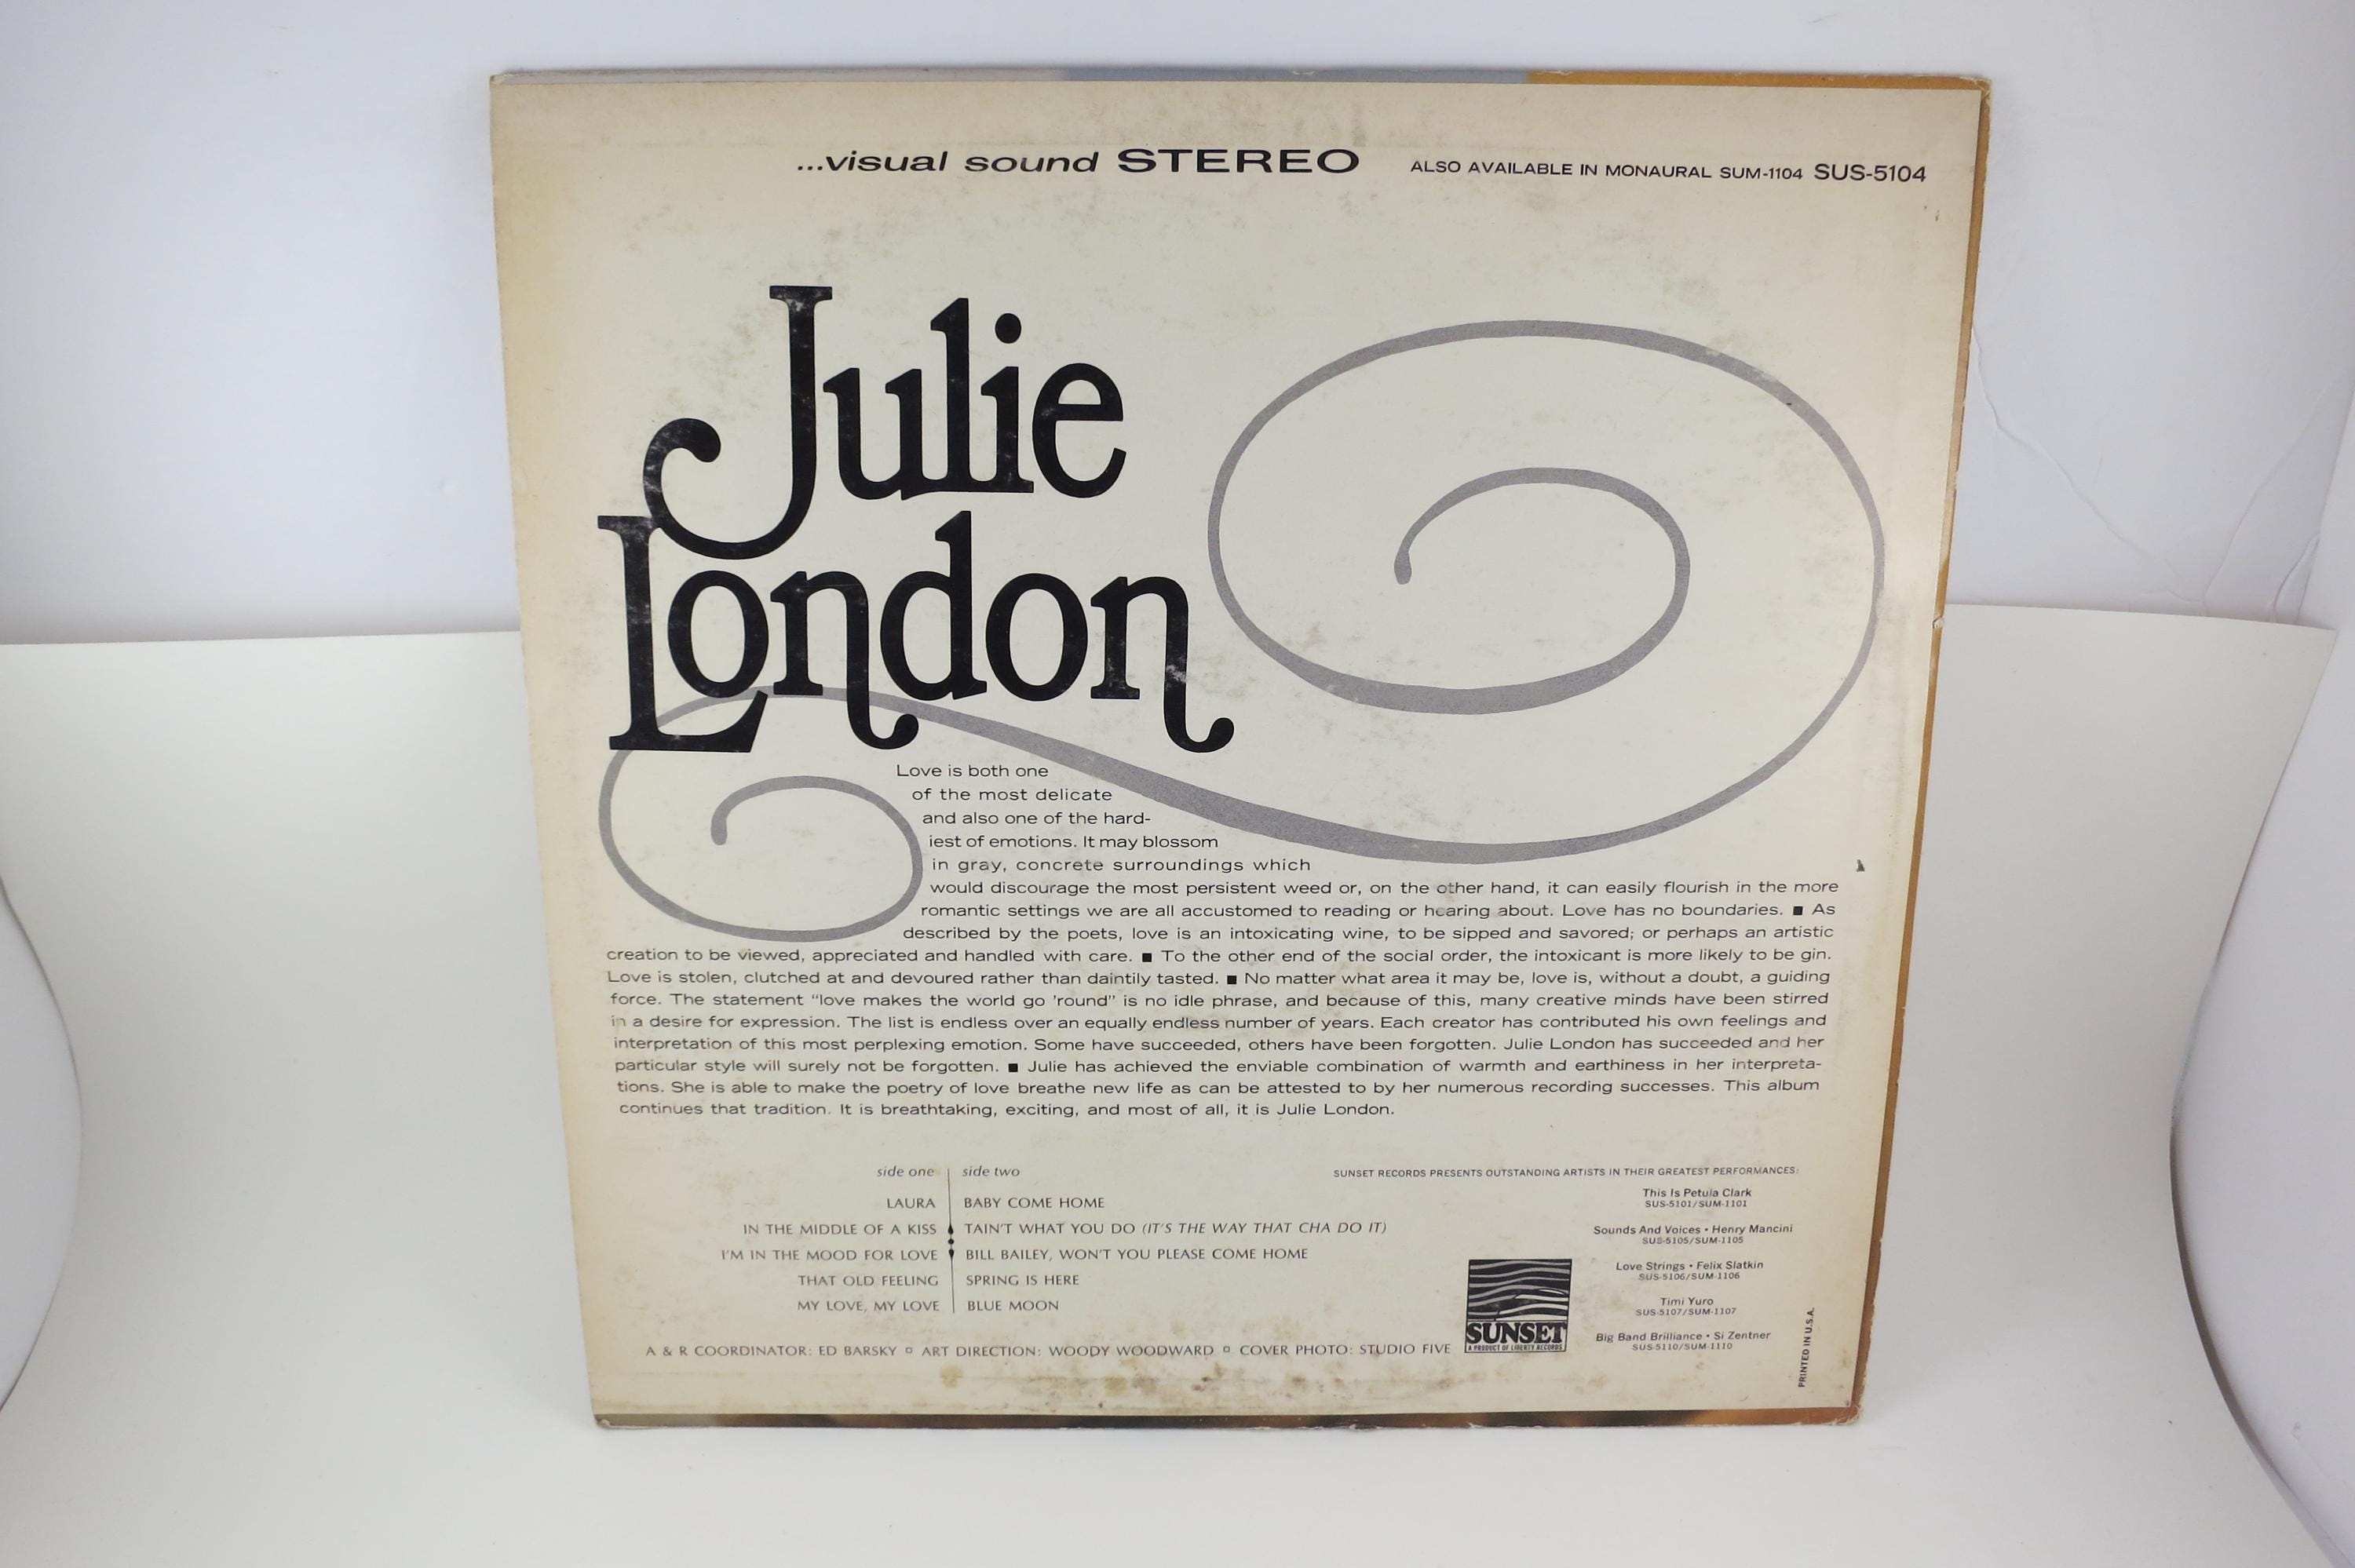 ...visual sound STEREO ALSO AVAILABLE IN MONAURAL SUM-1104 SUS-5104
Julie
London
Love is both one
of the most delicate
and also one of the hard-
iest of emotions. It may blossom
in gray, concrete surroundings which
would discourage the most persistent weed or, on the other hand, it can easily flourish in the more
romantic settings we are all accustomed to reading or hearing about. Love has no boundaries. ■ As
described by the poets, love is an intoxicating wine, to be sipped and savored; or perhaps an artistic
creation to be viewed, appreciated and handled with care. ■ To the other end of the social order, the intoxicant is more likely to be gin.
Love is stolen, clutched at and devoured rather than daintily tasted. ■ No matter what area it may be, love is, without a doubt, a guiding
force. The statement “love makes the world go ’round” is no idle phrase, and because of this, many creative minds have been stirred
in a desire for expression. The list is endless over an equally endless number of years. Each creator has contributed his own feelings and
interpretation of this most perplexing emotion. Some have succeeded, others have been forgotten. Julie London has succeeded and her
particular style will surely not be forgotten. ■ Julie has achieved the enviable combination of warmth and earthiness in her interpreta-
tions. She is able to make the poetry of love breathe new life as can be attested to by her numerous recording successes. This album
continues that tradition. It is breathtaking, exciting, and most of all, it is Julie London.
side one
LAURA
IN THE MIDDLE OF A KISS
I'M IN THE MOOD FOR LOVE
THAT OLD FEELING
MY LOVE, MY LOVE
side two
BABY COME HOME
TAIN'T WHAT YOU DO (IT'S THE WAY THAT CHA DO IT)
BILL BAILEY, WON'T YOU PLEASE COME HOME
SPRING IS HERE
BLUE MOON
SUNSET RECORDS PRESENTS OUTSTANDING ARTISTS IN THEIR GREATEST PERFORMANCES:
This Is Petula Clark
SUS-5101/SUM-1101
Sounds And Voices • Henry Mancini
SUS-5105/SUM-1105
Love Strings • Felix Slatkin
SUS-5106/SUM-1106
Timi Yuro
SUS-5107/SUM-1107
Big Band Brilliance • Si Zentner
SUS-5110/SUM-1110
SUNSET
A PRODUCT OF LIBERTY RECORDS
A & R COORDINATOR: ED BARSKY ▫ ART DIRECTION: WOODY WOODWARD ▫ COVER PHOTO: STUDIO FIVE
PRINTED IN U.S.A.